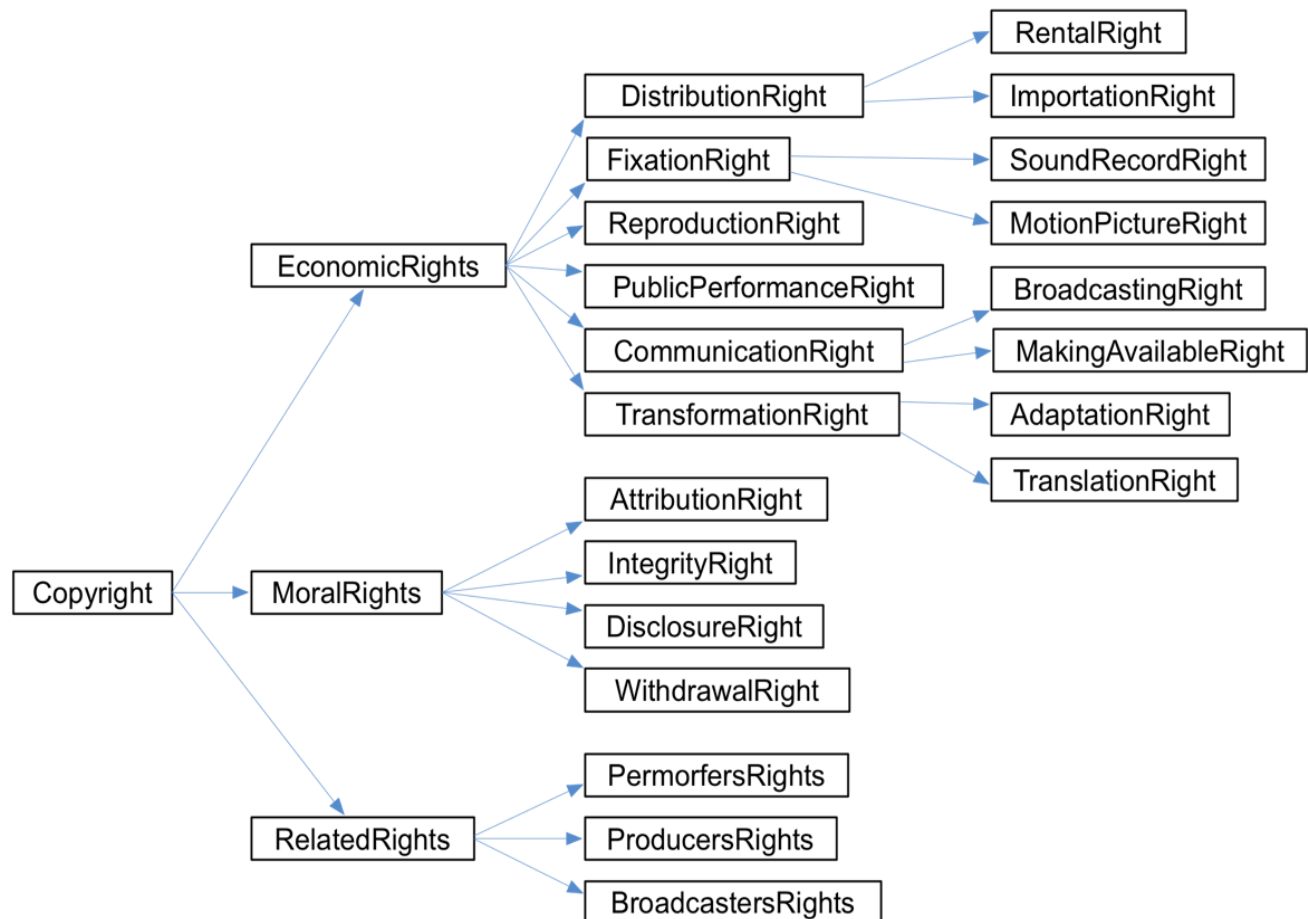 RentalRight
DistributionRight
ImportationRight
FixationRight
SoundRecordRight
ReproductionRight
MotionPictureRight
EconomicRights
PublicPerformanceRight
BroadcastingRight
CommunicationRight
MakingAvailableRight
TransformationRight
AdaptationRight
TranslationRight
AttributionRight
IntegrityRight
Copyright
MoralRights
DisclosureRight
WithdrawalRight
PermorfersRights
RelatedRights
ProducersRights
BroadcastersRights